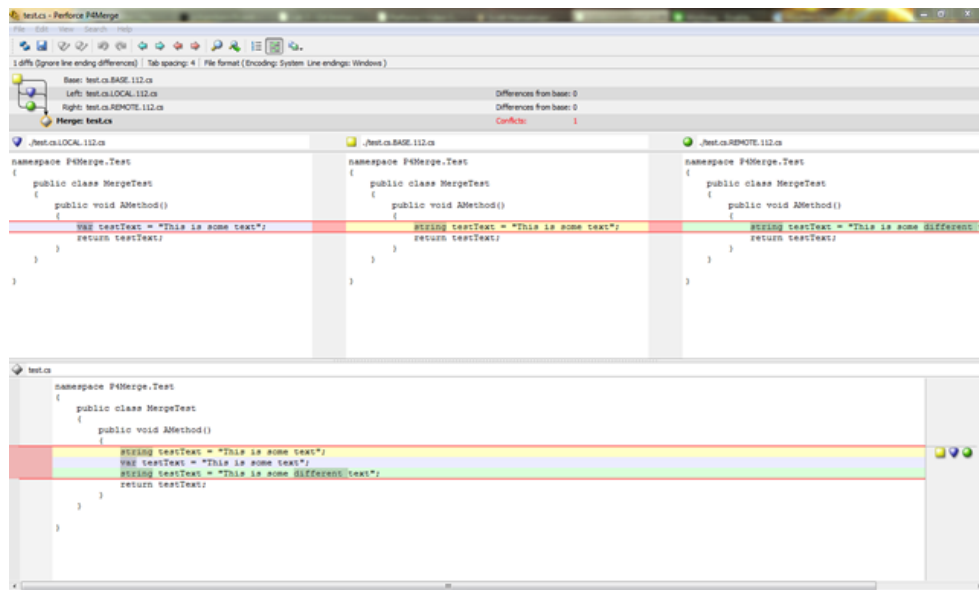 test.cs - Perforce P4Merge
File Edit View Search Help
1 diffs (Ignore line ending differences) Tab spacing: 4 File format (Encoding: System Line endings: Windows )
Base: test.cs.BASE.112.cs
Left: test.cs.LOCAL.112.cs Differences from base: 0
Right: test.cs.REMOTE.112.cs Differences from base: 0
Merge: test.cs Conflicts: 1
./test.cs.LOCAL.112.cs
namespace P4Merge.Test
{
public class MergeTest
{
public void AMethod()
{
var testText = "This is some text";
return testText;
}
}
}
./test.cs.BASE.112.cs
namespace P4Merge.Test
{
public class MergeTest
{
public void AMethod()
{
string testText = "This is some text";
return testText;
}
}
}
./test.cs.REMOTE.112.cs
namespace P4Merge.Test
{
public class MergeTest
{
public void AMethod()
{
string testText = "This is some different
return testText;
}
}
}
test.cs
namespace P4Merge.Test
{
public class MergeTest
{
public void AMethod()
{
string testText = "This is some text";
var testText = "This is some text";
string testText = "This is some different text";
return testText;
}
}
}